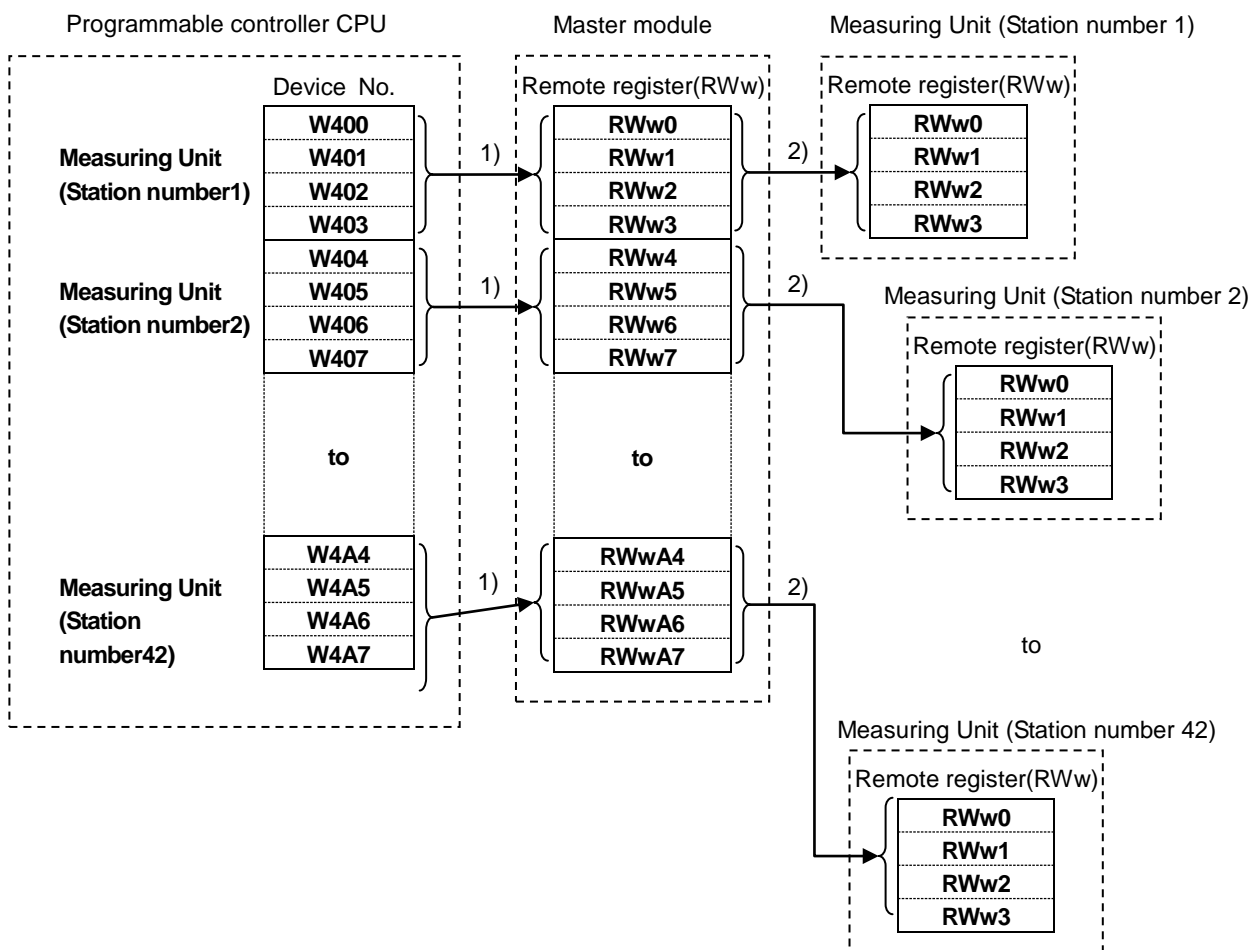 Programmable controller CPU
Master module
Measuring Unit (Station number 1)
Device No.
Remote register(RWw)
Remote register(RWw)
Measuring Unit
(Station number1)
W400
W401
W402
W403
1)
RWw0
RWw1
RWw2
RWw3
2)
RWw0
RWw1
RWw2
RWw3
Measuring Unit
(Station number2)
W404
W405
W406
W407
1)
RWw4
RWw5
RWw6
RWw7
2)
Measuring Unit (Station number 2)
Remote register(RWw)
RWw0
RWw1
RWw2
RWw3
to
to
Measuring Unit
(Station
number42)
W4A4
W4A5
W4A6
W4A7
1)
RWwA4
RWwA5
RWwA6
RWwA7
2)
to
Measuring Unit (Station number 42)
Remote register(RWw)
RWw0
RWw1
RWw2
RWw3